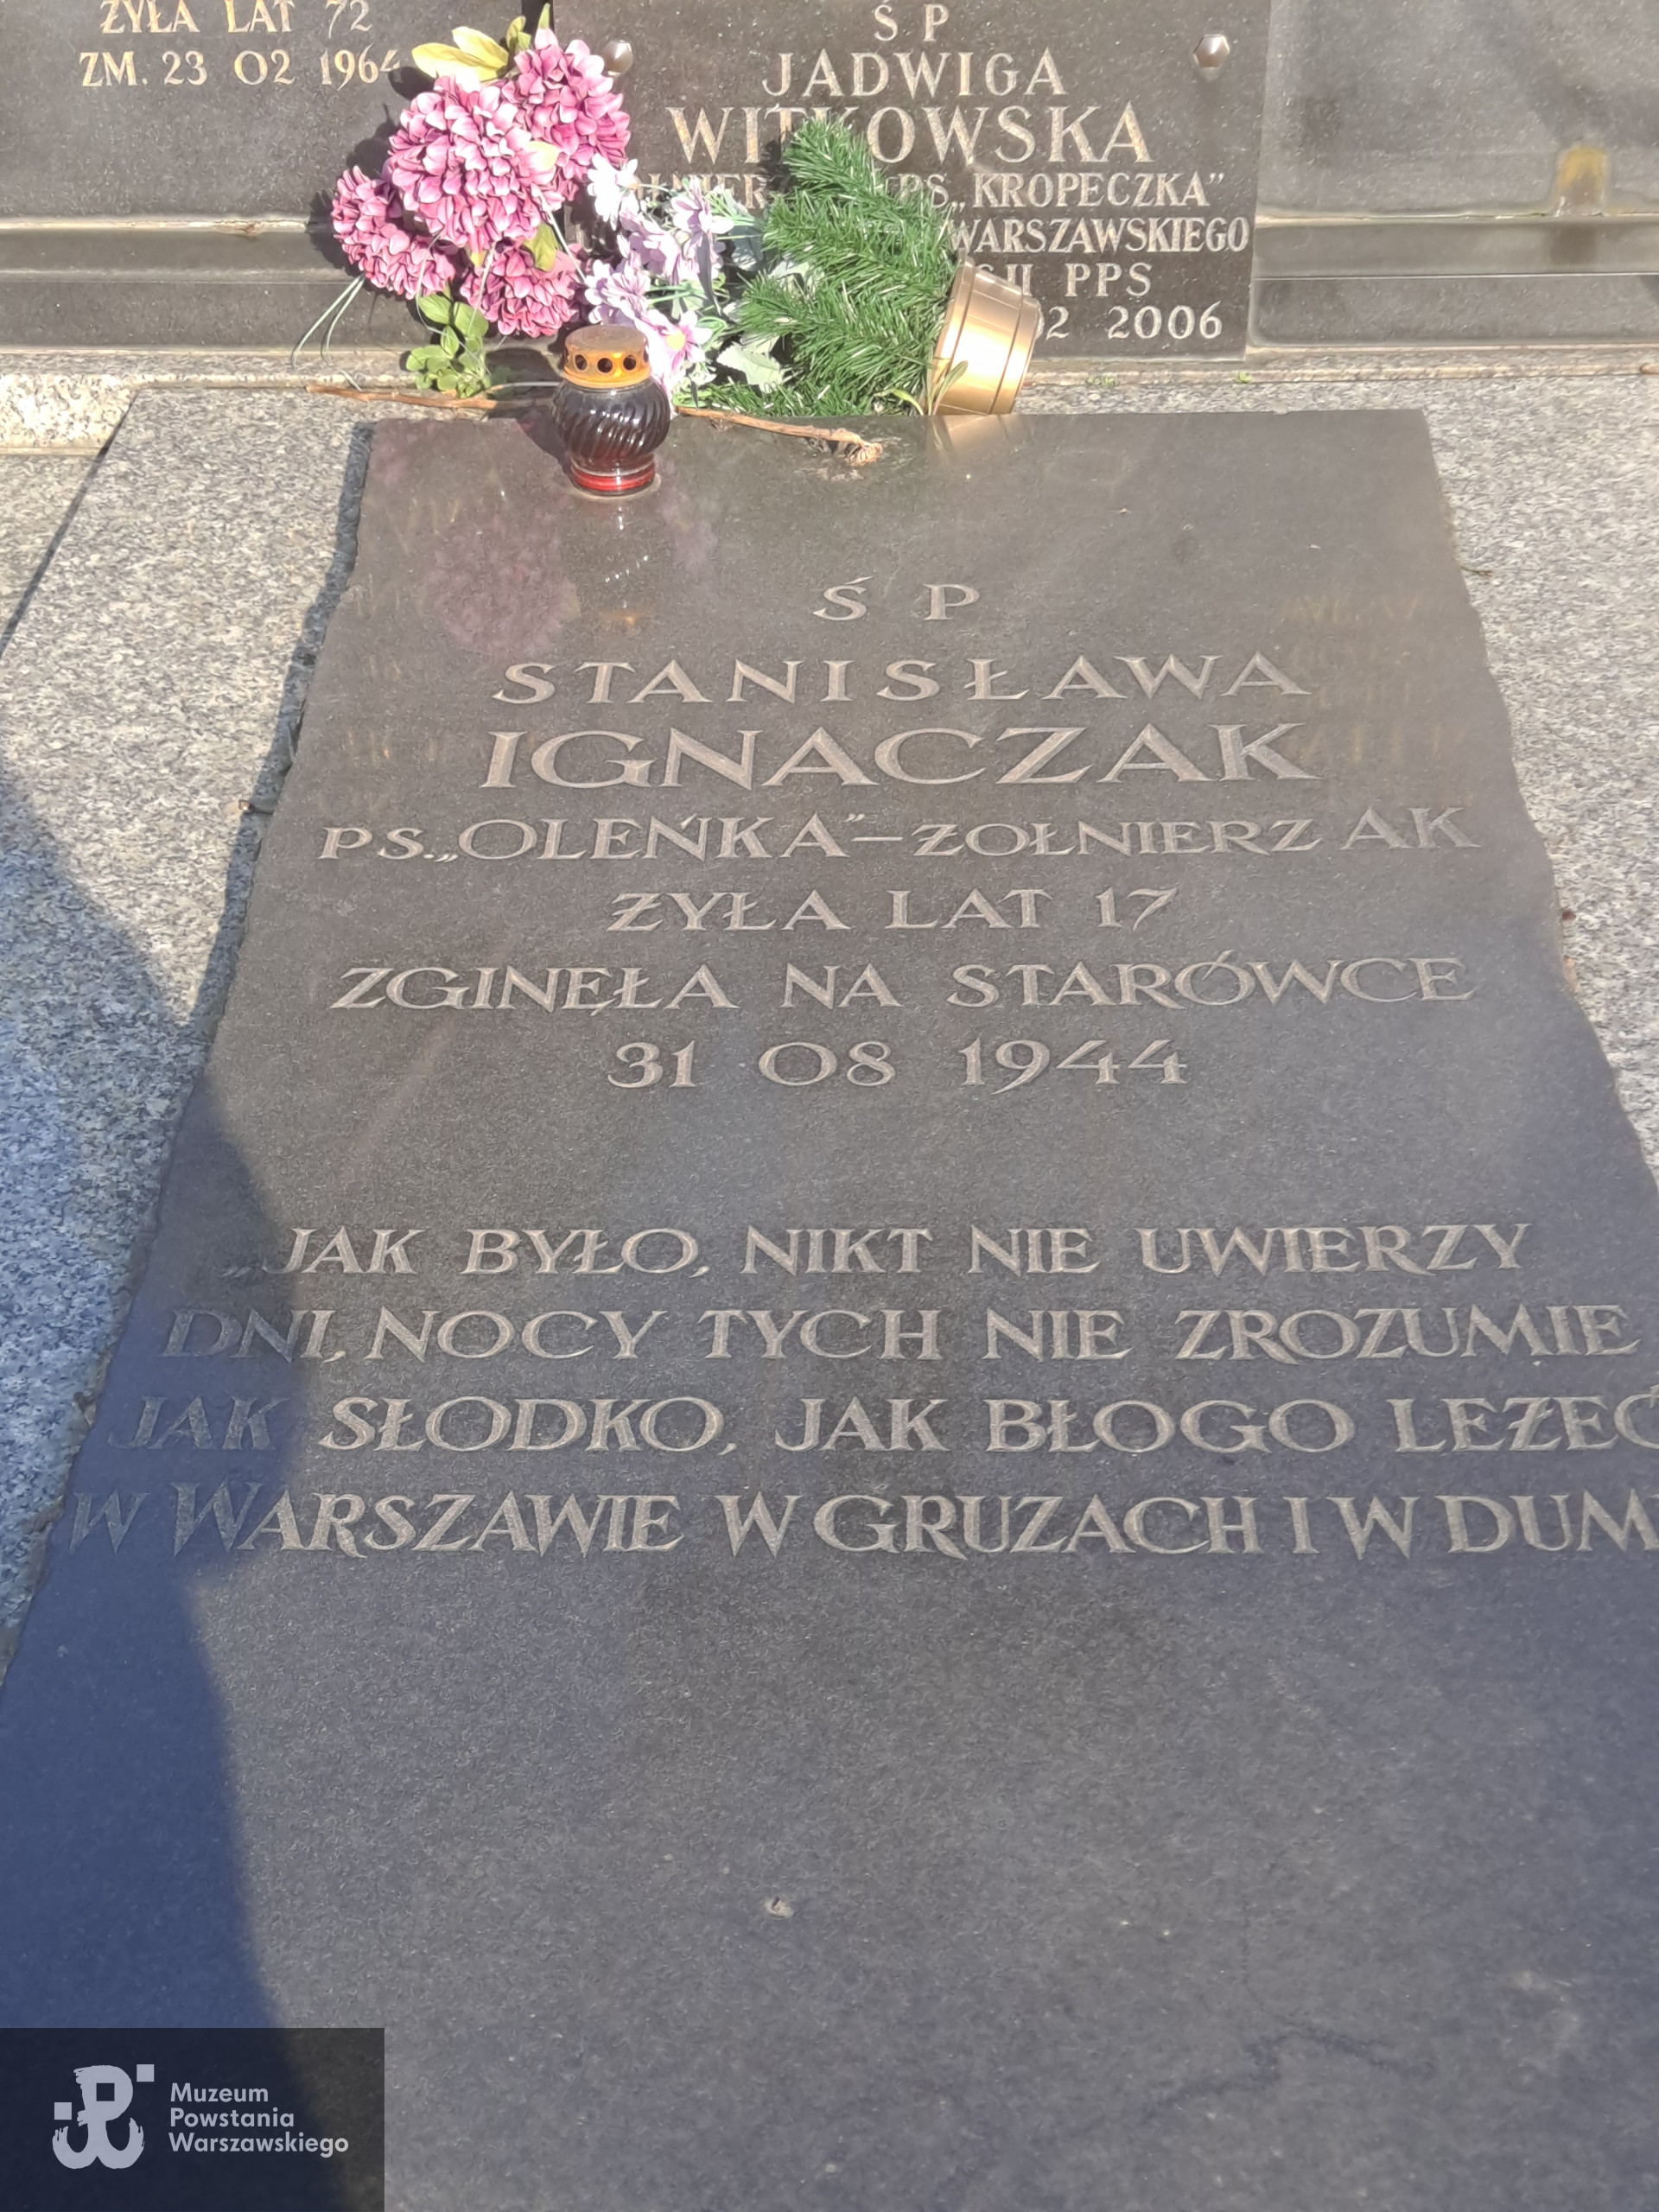 ŻYŁA LAT 72
ZM. 23 02 1964
Ś P
JADWIGA
WITKOWSKA
PS. „KROPECZKA”
WARSZAWSKIEGO
PPS
02 2006
Ś P
STANISŁAWA
IGNACZAK
PS. „OLEŃKA” – ŻOŁNIERZ AK
ŻYŁA LAT 17
ZGINĘŁA NA STARÓWCE
31 08 1944
„JAK BYŁO, NIKT NIE UWIERZY
DNI, NOCY TYCH NIE ZROZUMIE
JAK SŁODKO, JAK BŁOGO LEŻEĆ
W WARSZAWIE W GRUZACH I W DUM
Muzeum
Powstania
Warszawskiego